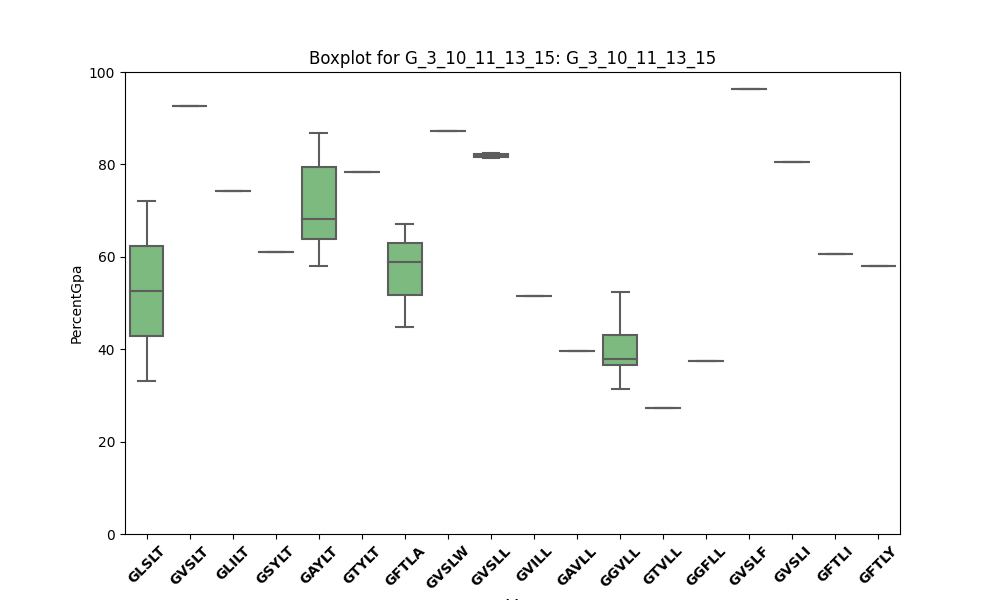 Boxplot for G_3_10_11_13_15: G_3_10_11_13_15
PercentGpa
100
80
60
40
20
0
GLSLT
GVSLT
GLILT
GSYLT
GAYLT
GTYLT
GFTLA
GVSLW
GVSLL
GVILL
GAVLL
GGVLL
GTVLL
GGFLL
GVSLF
GVSLI
GFTLI
GFTLY